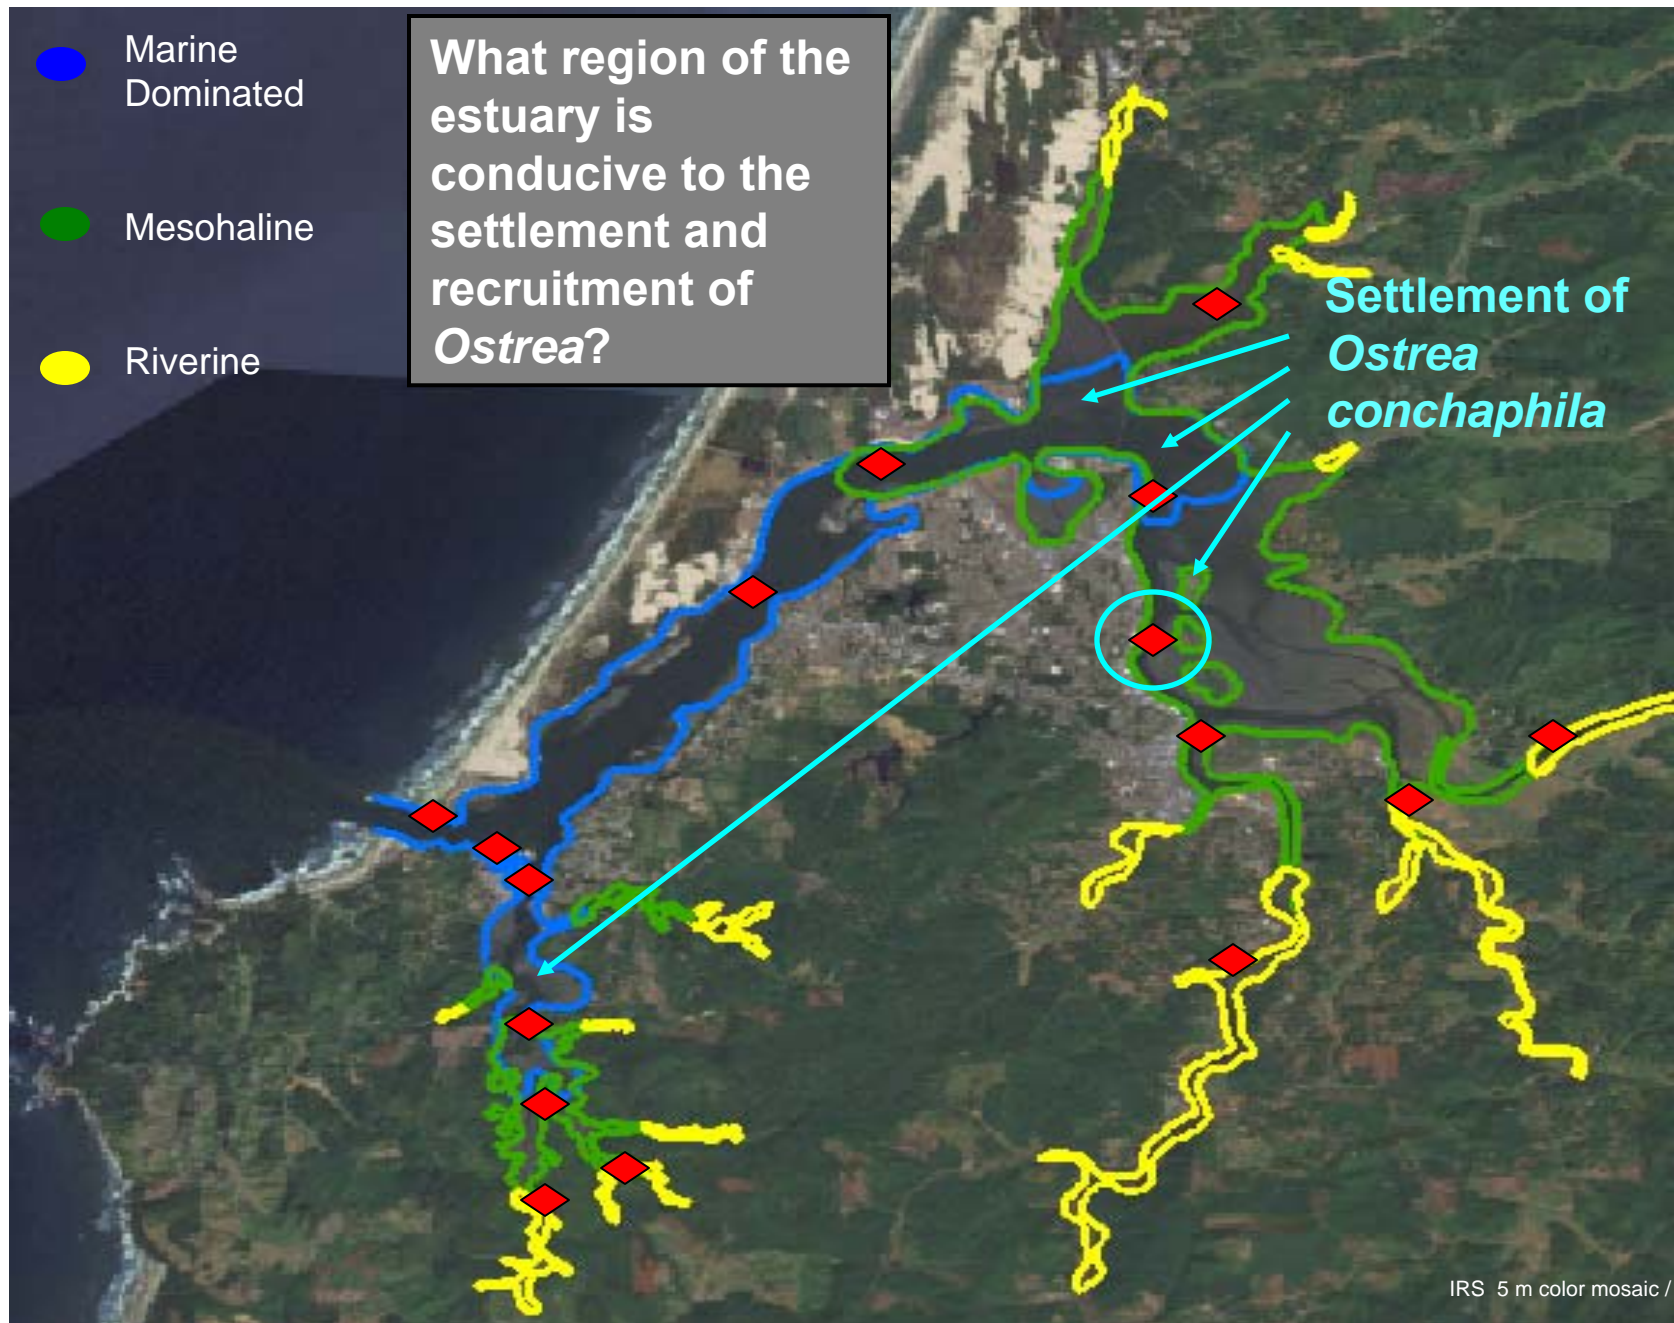 Marine
Dominated
Mesohaline
Riverine
What region of the
estuary is
conducive to the
settlement and
recruitment of
Ostrea?
Settlement of
Ostrea
conchaphila
IRS 5 m color mosaic /